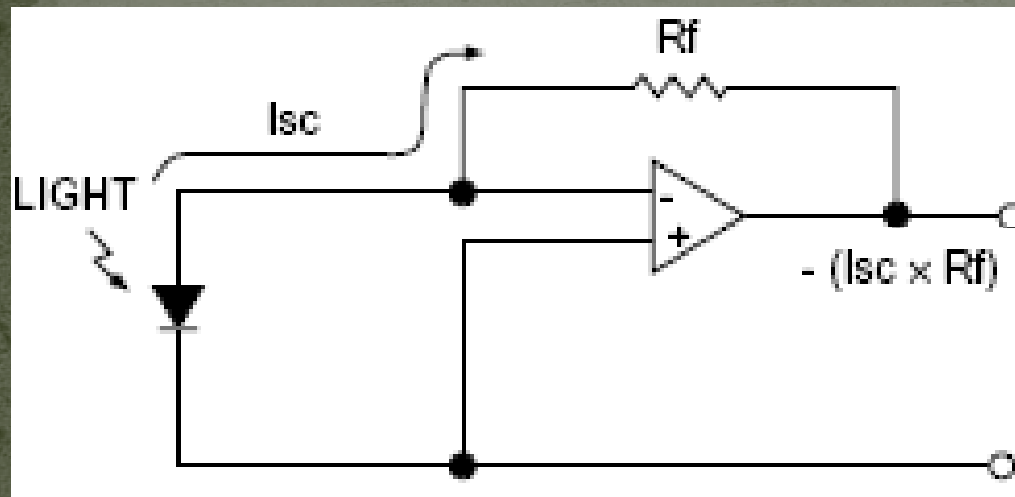 Rf
Isc
LIGHT
-
+
- (Isc × Rf)